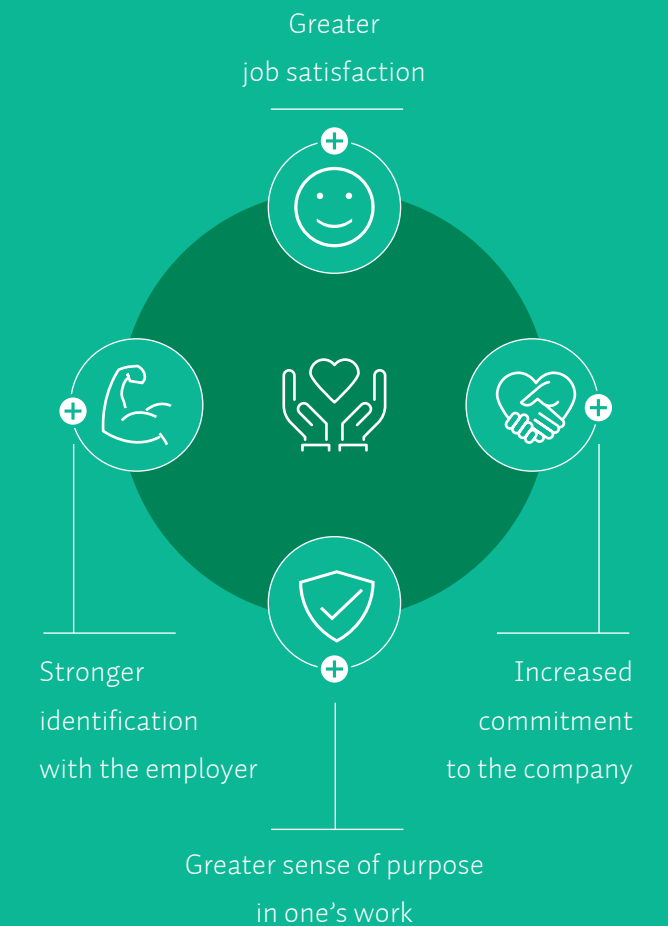 Greater
job satisfaction
Stronger
identification
with the employer
Increased
commitment
to the company
Greater sense of purpose
in one’s work